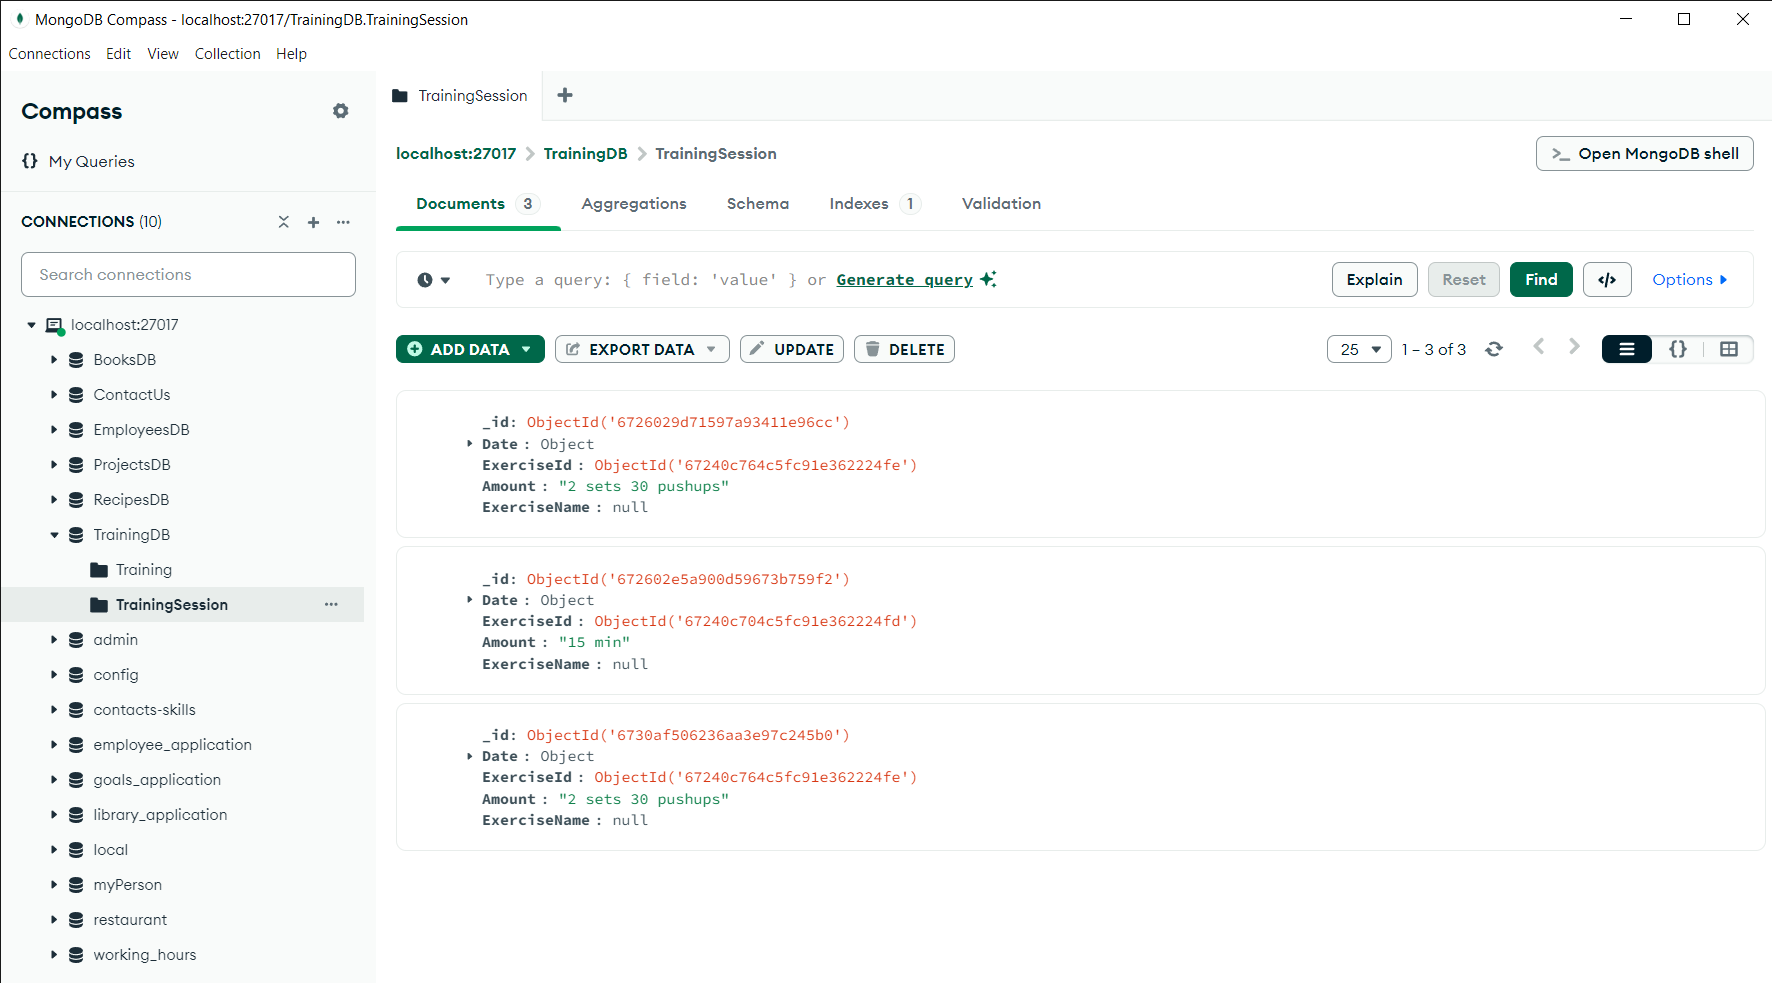 MongoDB Compass - localhost:27017/TrainingDB.TrainingSession
Connections Edit View Collection Help
Compass
{} My Queries
CONNECTIONS (10)
Search connections
localhost:27017
BooksDB
ContactUs
EmployeesDB
ProjectsDB
RecipesDB
TrainingDB
Training
TrainingSession
admin
config
contacts-skills
employee_application
goals_application
library_application
local
myPerson
restaurant
working_hours
TrainingSession
localhost:27017 > TrainingDB > TrainingSession
>_ Open MongoDB shell
Documents 3 Aggregations Schema Indexes 1 Validation
Type a query: { field: 'value' } or Generate query
Explain Reset Find </> Options
ADD DATA EXPORT DATA UPDATE DELETE
25 1 – 3 of 3 {}
_id: ObjectId('6726029d71597a93411e96cc')
Date : Object
ExerciseId : ObjectId('67240c764c5fc91e362224fe')
Amount : "2 sets 30 pushups"
ExerciseName : null
_id: ObjectId('672602e5a900d59673b759f2')
Date : Object
ExerciseId : ObjectId('67240c704c5fc91e362224fd')
Amount : "15 min"
ExerciseName : null
_id: ObjectId('6730af506236aa3e97c245b0')
Date : Object
ExerciseId : ObjectId('67240c764c5fc91e362224fe')
Amount : "2 sets 30 pushups"
ExerciseName : null